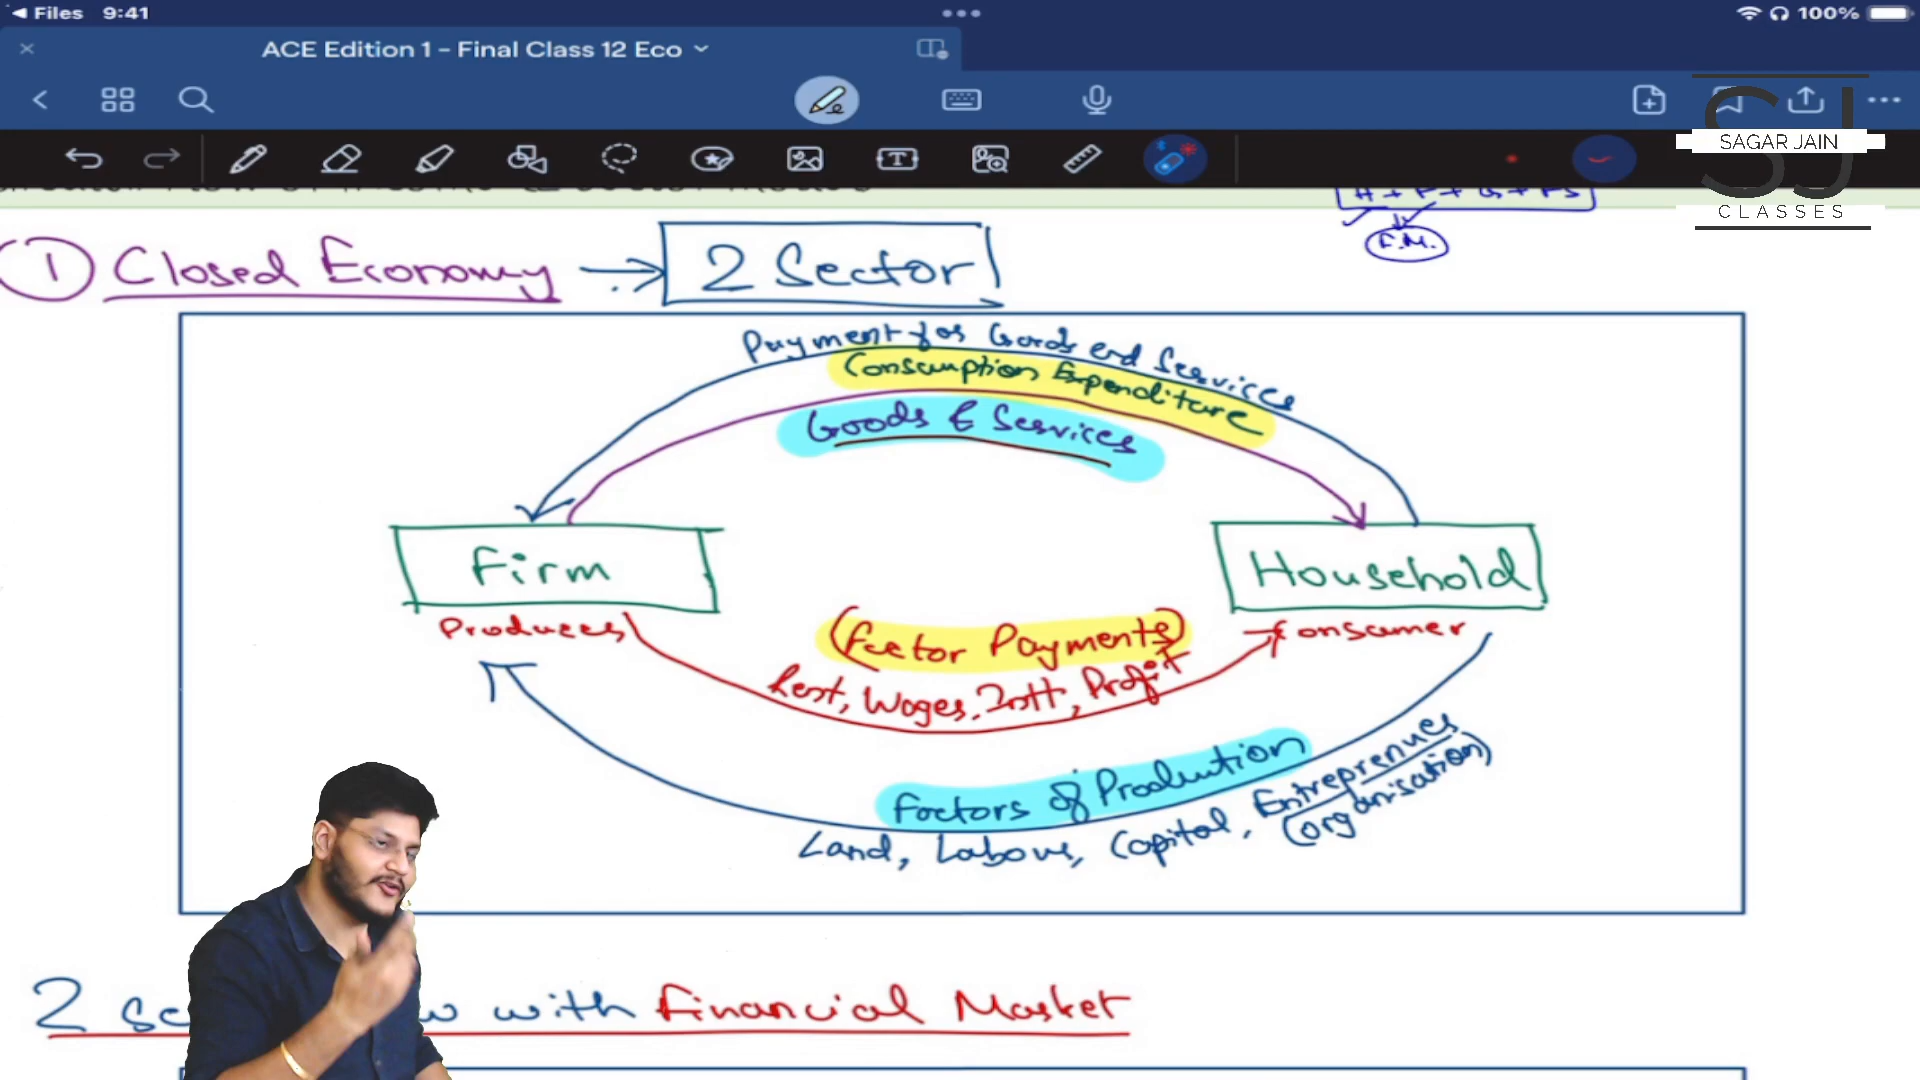 Files 9:41
100%
ACE Edition 1 - Final Class 12 Eco
SAGAR JAIN
CLASSES
F.M.
1 Closed Economy → 2 Sector
Payment for Goods and Services
Consumption Expenditure
Goods & Services
Firm
Household
Producers
Consumer
(Factor Payments)
Rent, Wages, Intt, Profit
Factors of Production
Land, Labour, Capital, Entreprenues
(organisation)
2 with Financial Market